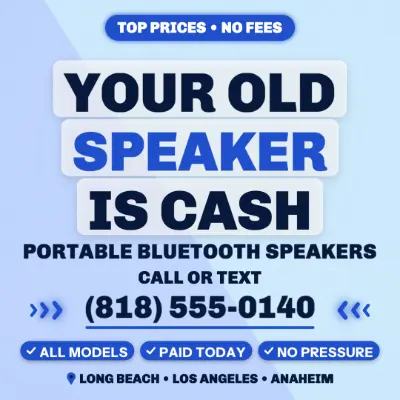 TOP PRICES • NO FEES
YOUR OLD
SPEAKER
IS CASH
PORTABLE BLUETOOTH SPEAKERS
CALL OR TEXT
(818) 555-0140
ALL MODELS PAID TODAY NO PRESSURE
LONG BEACH • LOS ANGELES • ANAHEIM